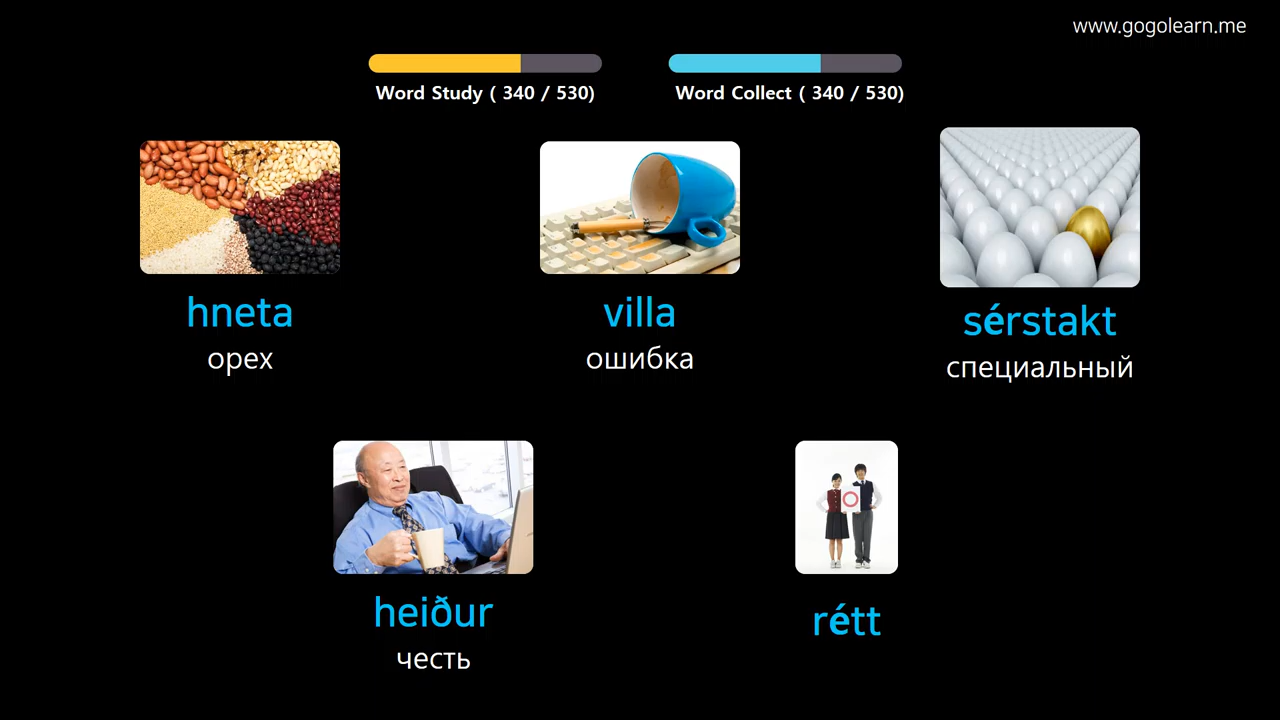 www.gogolearn.me
Word Study ( 340 / 530)
Word Collect ( 340 / 530)
hneta
орех
villa
ошибка
sérstakt
специальный
heiður
честь
rétt